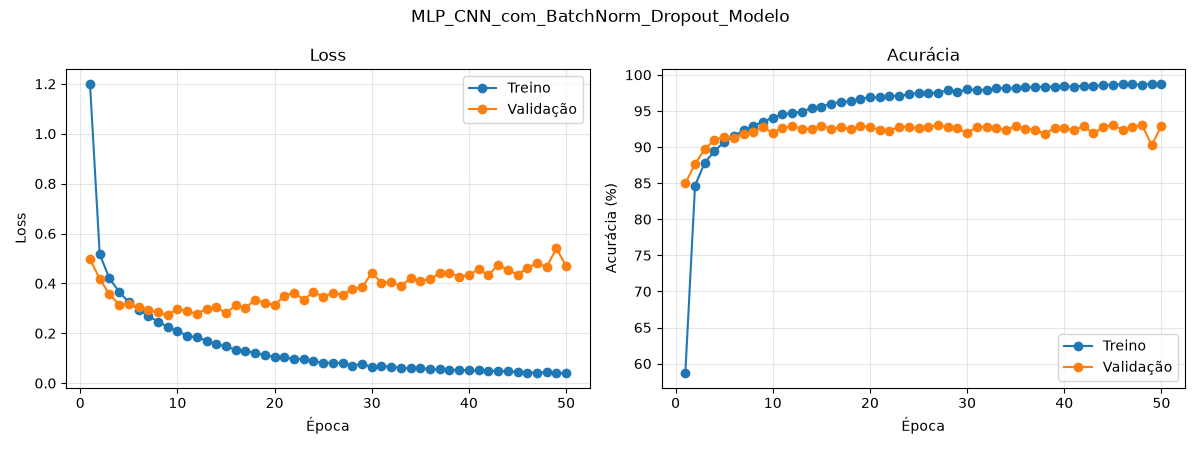 MLP_CNN_com_BatchNorm_Dropout_Modelo
Loss
Treino
Validação
1.2
1.0
0.8
0.6
0.4
0.2
0.0
Loss
0 10 20 30 40 50
Época
Acurácia
100
95
90
85
80
75
70
65
60
Acurácia (%)
Treino
Validação
0 10 20 30 40 50
Época